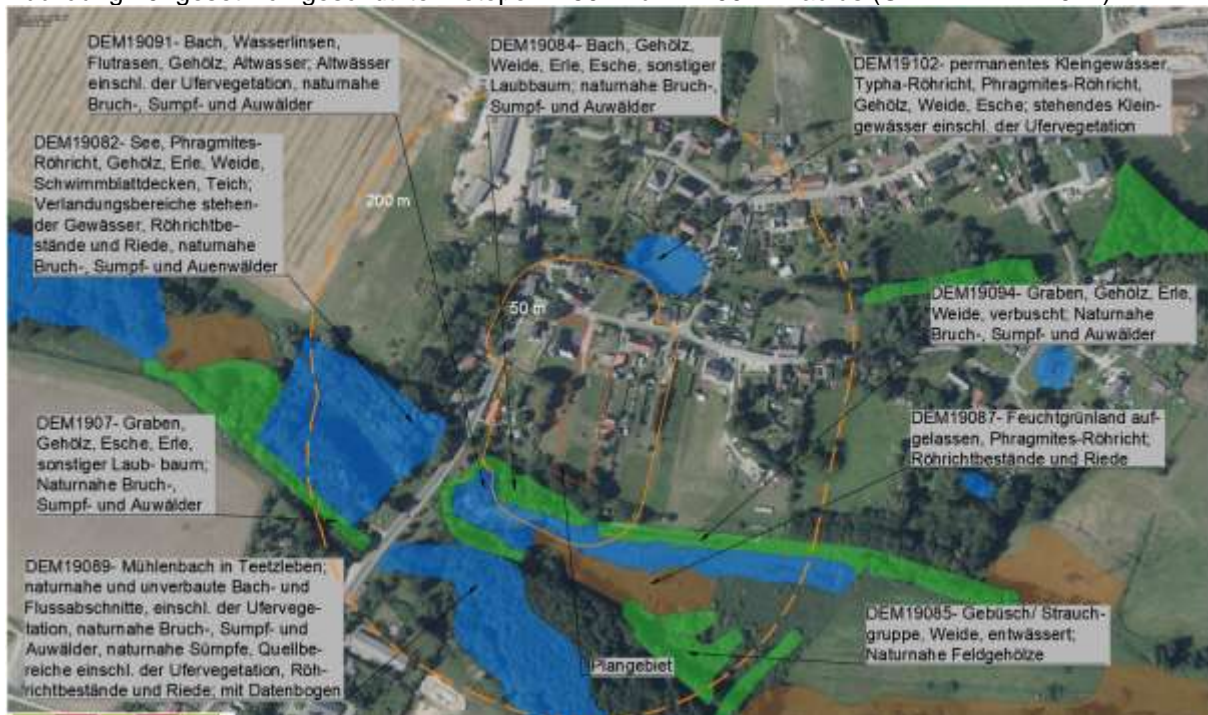 DEM19091- Bach, Wasserlinsen,
Flutrasen, Gehölz, Altwasser; Altwässer
einschl. der Ufervegetation, naturnahe
Bruch-, Sumpf- und Auwälder
DEM19084- Bach, Gehölz,
Weide, Erle, Esche, sonstiger
Laubbaum; naturnahe Bruch-,
Sumpf- und Auwälder
DEM19102- permanentes Kleingewässer,
Typha-Röhricht, Phragmites-Röhricht,
Gehölz, Weide, Esche; stehendes Klein-
gewässer einschl. der Ufervegetation
DEM19082- See, Phragmites-
Röhricht, Gehölz, Erle, Weide,
Schwimmblattdecken, Teich;
Verlandungsbereiche stehen-
der Gewässer, Röhrichtbe-
stände und Riede, naturnahe
Bruch-, Sumpf- und Auenwälder
200 m
50 m
DEM19094- Graben, Gehölz, Erle,
Weide, verbuscht; Naturnahe
Bruch-, Sumpf- und Auwälder
DEM1907- Graben,
Gehölz, Esche, Erle,
sonstiger Laub- baum;
Naturnahe Bruch-,
Sumpf- und Auwälder
DEM19087- Feuchtgrünland auf-
gelassen, Phragmites-Röhricht;
Röhrichtbestände und Riede
DEM19089- Mühlenbach in Teetzleben;
naturnahe und unverbaute Bach- und
Flussabschnitte, einschl. der Ufervege-
tation, naturnahe Bruch-, Sumpf- und
Auwälder, naturnahe Sümpfe, Quellbe-
reiche einschl. der Ufervegetation, Röh-
richtbestände und Riede; mit Datenbogen
DEM19085- Gebüsch/ Strauch-
gruppe, Weide, entwässert;
Naturnahe Feldgehölze
Plangebiet